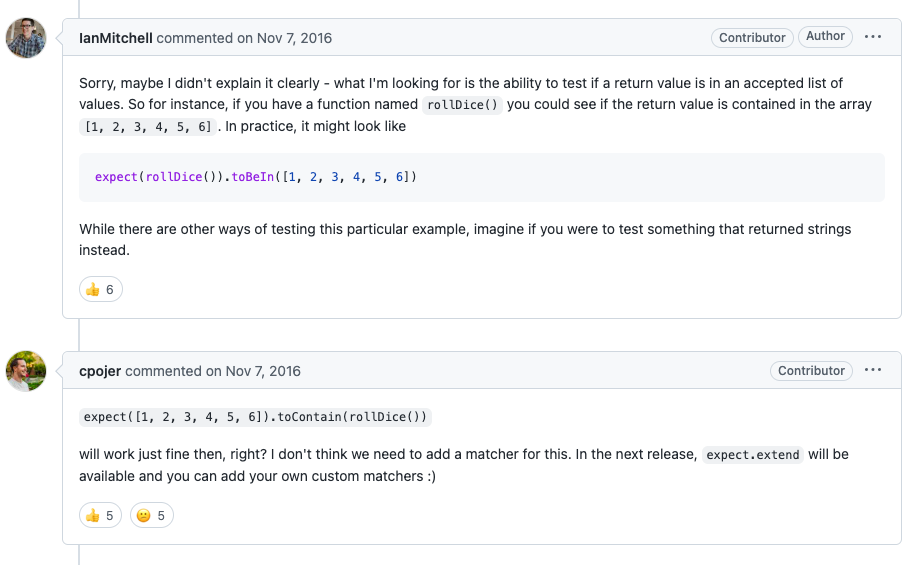 IanMitchell commented on Nov 7, 2016 Contributor Author ...
Sorry, maybe I didn't explain it clearly - what I'm looking for is the ability to test if a return value is in an accepted list of
values. So for instance, if you have a function named rollDice() you could see if the return value is contained in the array
[1, 2, 3, 4, 5, 6] . In practice, it might look like
expect(rollDice()).toBeIn([1, 2, 3, 4, 5, 6])
While there are other ways of testing this particular example, imagine if you were to test something that returned strings
instead.
👍 6
cpojer commented on Nov 7, 2016 Contributor ...
expect([1, 2, 3, 4, 5, 6]).toContain(rollDice())
will work just fine then, right? I don't think we need to add a matcher for this. In the next release, expect.extend will be
available and you can add your own custom matchers :)
👍 5 😕 5